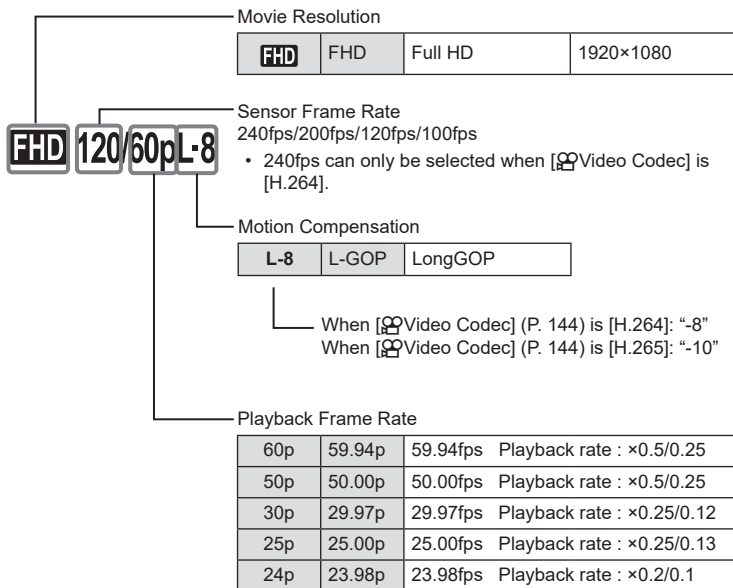 Movie Resolution
FHD FHD Full HD 1920×1080
Sensor Frame Rate
240fps/200fps/120fps/100fps
FHD 120/60p L-8
• 240fps can only be selected when [Video Codec] is
[H.264].
Motion Compensation
L-8 L-GOP LongGOP
When [Video Codec] (P. 144) is [H.264]: “-8”
When [Video Codec] (P. 144) is [H.265]: “-10”
Playback Frame Rate
60p 59.94p 59.94fps Playback rate : ×0.5/0.25
50p 50.00p 50.00fps Playback rate : ×0.5/0.25
30p 29.97p 29.97fps Playback rate : ×0.25/0.12
25p 25.00p 25.00fps Playback rate : ×0.25/0.13
24p 23.98p 23.98fps Playback rate : ×0.2/0.1